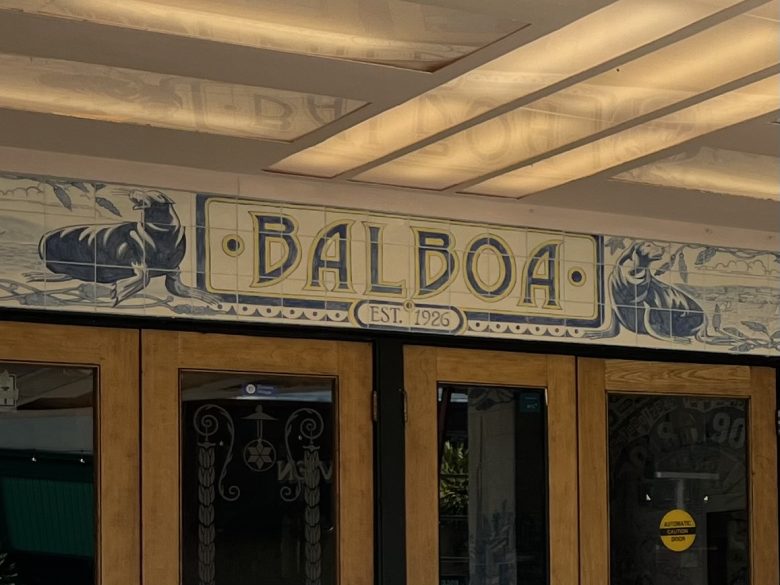 • BALBOA •
EST. 1926
AUTOMATIC
CAUTION
DOOR